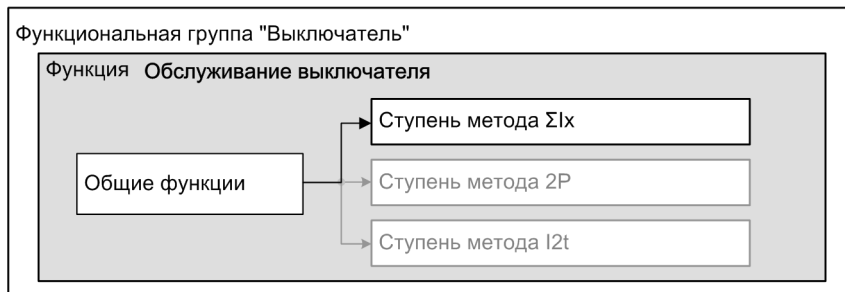 Функциональная группа "Выключатель"
Функция Обслуживание выключателя
Ступень метода ΣIx
Общие функции
Ступень метода 2P
Ступень метода I2t